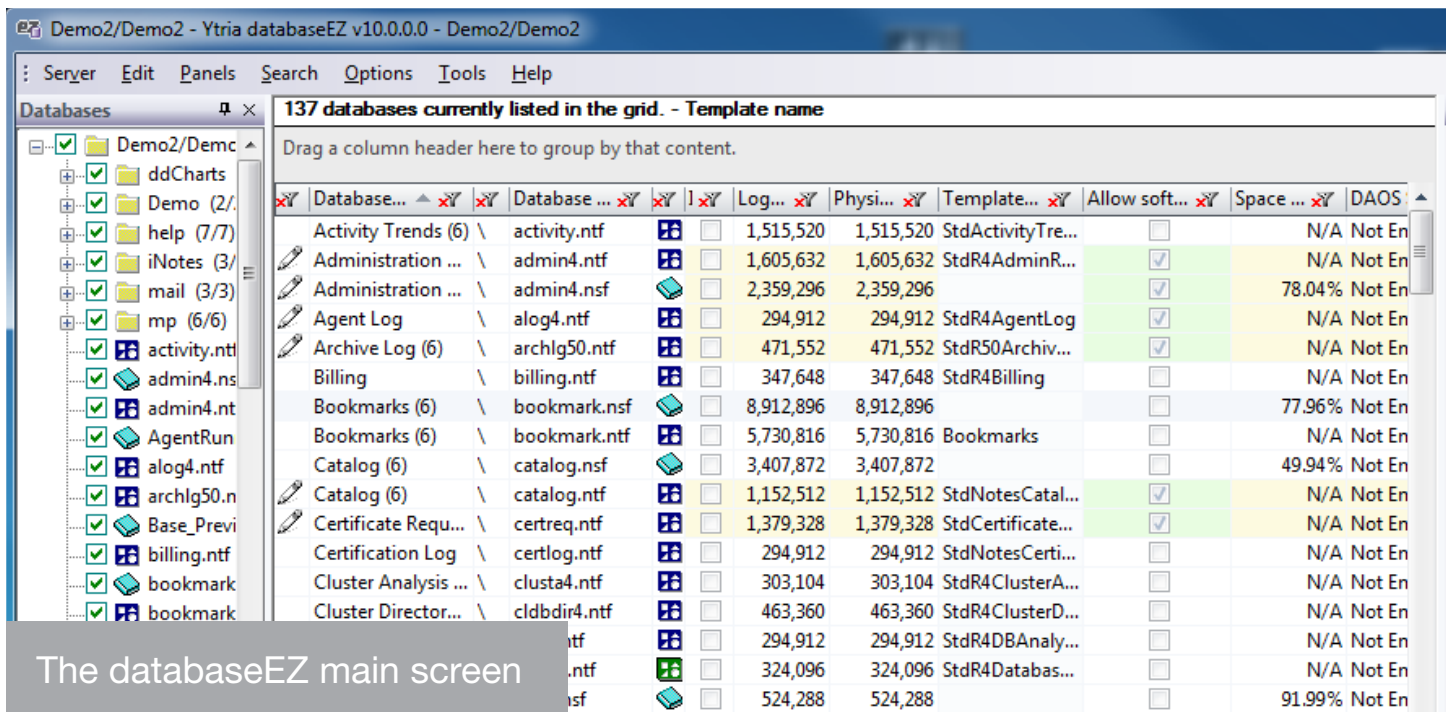 Demo2/Demo2 - Ytria databaseEZ v10.0.0.0 - Demo2/Demo2
Server Edit Panels Search Options Tools Help
Databases
137 databases currently listed in the grid. - Template name
Drag a column header here to group by that content.
Demo2/Demo
ddCharts
Demo (2/
help (7/7)
iNotes (3/
mail (3/3)
mp (6/6)
activity.ntf
admin4.ns
admin4.nt
AgentRun
alog4.ntf
archlg50.n
Base_Previ
billing.ntf
bookmark
bookmark
Database... Database ... Log... Physi... Template... Allow soft... Space ... DAOS
Activity Trends (6) \ activity.ntf 1,515,520 1,515,520 StdActivityTre... N/A Not En
Administration ... \ admin4.ntf 1,605,632 1,605,632 StdR4AdminR... N/A Not En
Administration ... \ admin4.nsf 2,359,296 2,359,296 78.04% Not En
Agent Log \ alog4.ntf 294,912 294,912 StdR4AgentLog N/A Not En
Archive Log (6) \ archlg50.ntf 471,552 471,552 StdR50Archiv... N/A Not En
Billing \ billing.ntf 347,648 347,648 StdR4Billing N/A Not En
Bookmarks (6) \ bookmark.nsf 8,912,896 8,912,896 77.96% Not En
Bookmarks (6) \ bookmark.ntf 5,730,816 5,730,816 Bookmarks N/A Not En
Catalog (6) \ catalog.nsf 3,407,872 3,407,872 49.94% Not En
Catalog (6) \ catalog.ntf 1,152,512 1,152,512 StdNotesCatal... N/A Not En
Certificate Requ... \ certreq.ntf 1,379,328 1,379,328 StdCertificate... N/A Not En
Certification Log \ certlog.ntf 294,912 294,912 StdNotesCerti... N/A Not En
Cluster Analysis ... \ clusta4.ntf 303,104 303,104 StdR4ClusterA... N/A Not En
Cluster Director... \ cldbdir4.ntf 463,360 463,360 StdR4ClusterD... N/A Not En
ntf 294,912 294,912 StdR4DBAnaly... N/A Not En
.ntf 324,096 324,096 StdR4Databas... N/A Not En
nsf 524,288 524,288 91.99% Not En
The databaseEZ main screen